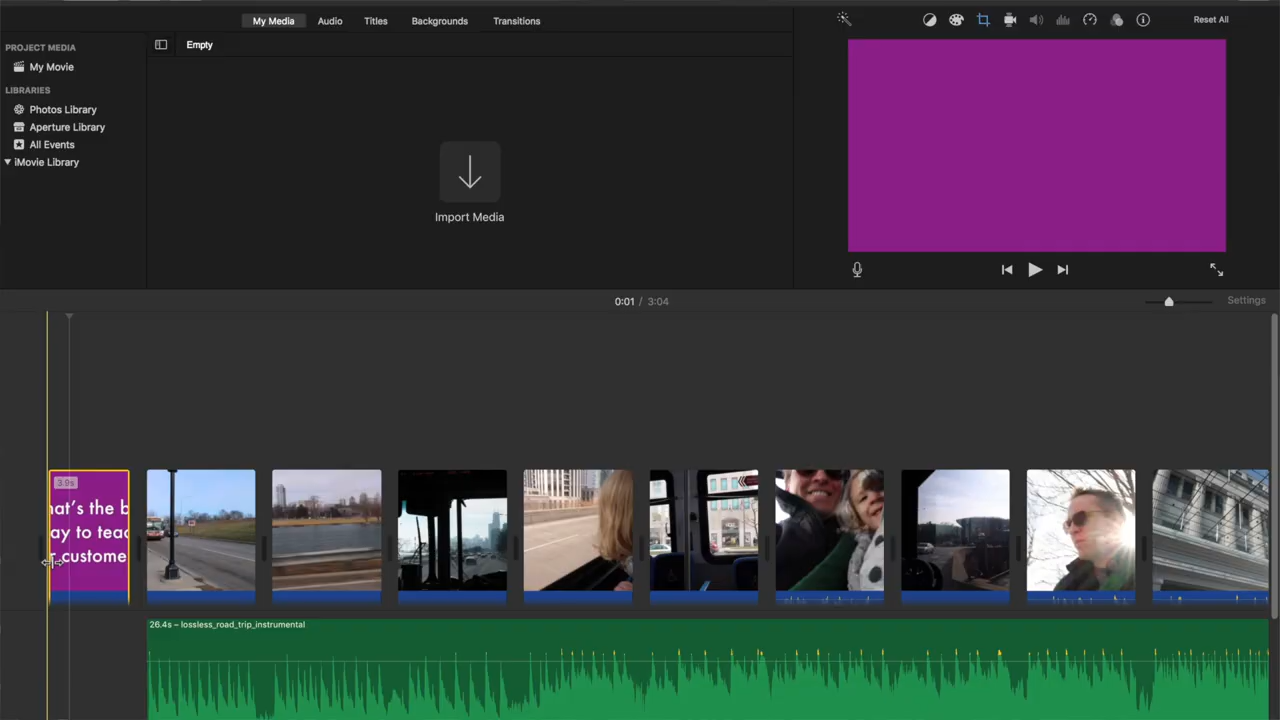 My Media Audio Titles Backgrounds Transitions
Reset All
PROJECT MEDIA
My Movie
LIBRARIES
Photos Library
Aperture Library
All Events
iMovie Library
Empty
Import Media
0:01 / 3:04
Settings
3.9s
hat's the b
ay to teac
r custome
26.4s – lossless_road_trip_instrumental